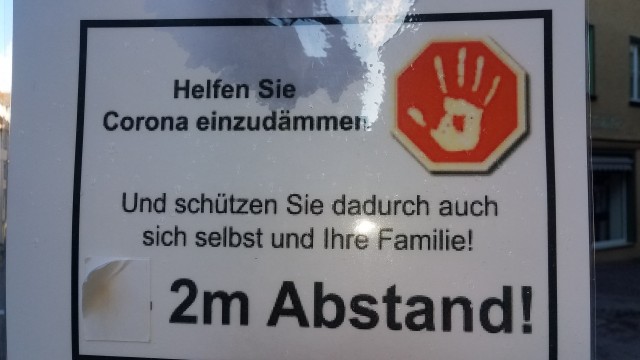 Helfen Sie
Corona einzudämmen
Und schützen Sie dadurch auch
sich selbst und Ihre Familie!
2m Abstand!